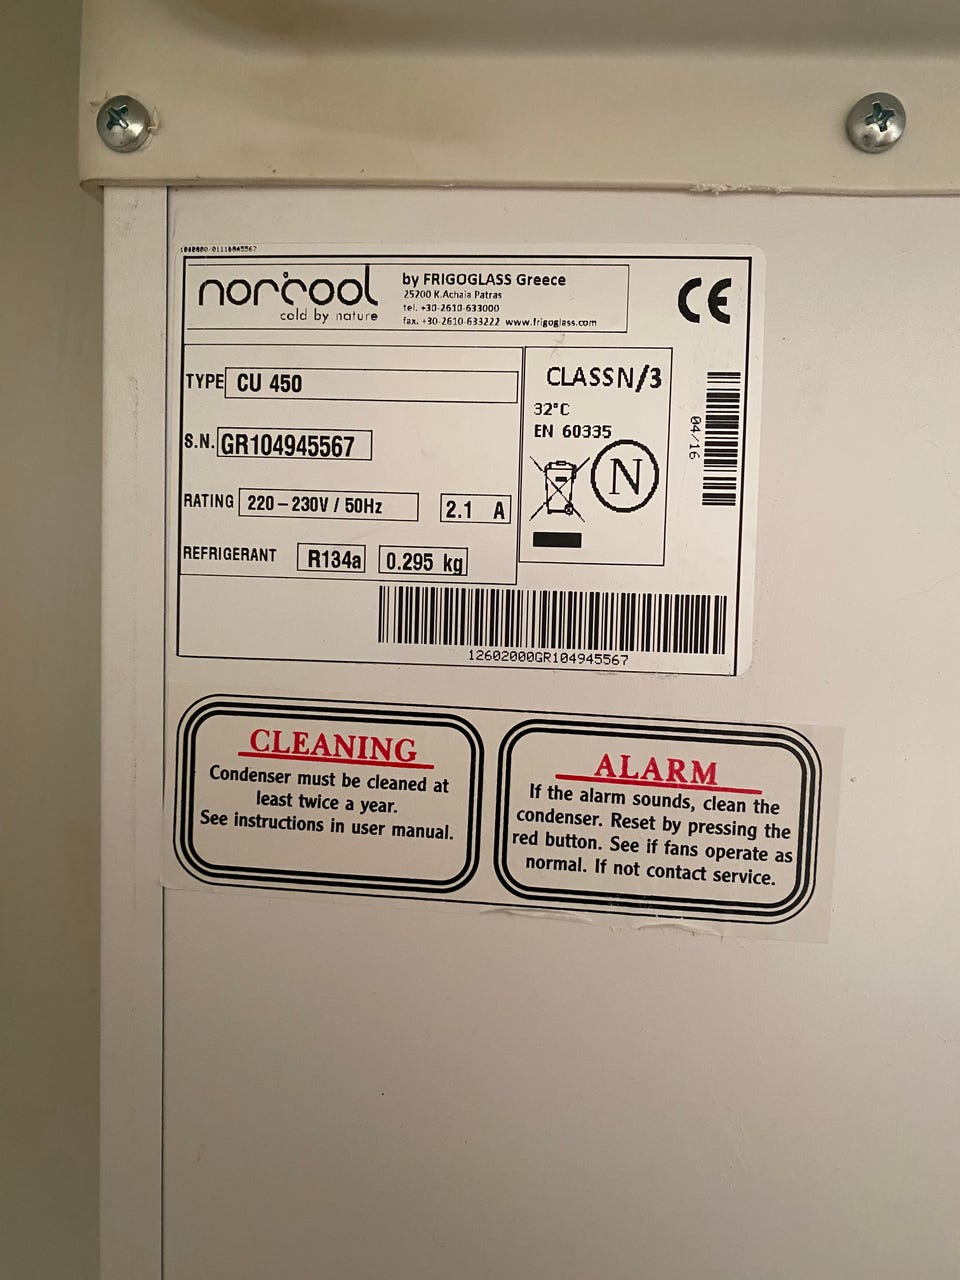 1040000/01110845567
norcool
cold by nature
by FRIGOGLASS Greece
25200 K.Achaia Patras
tel. +30-2610-633000
fax. +30-2610-633222 www.frigoglass.com
CE
TYPE CU 450
S.N. GR104945567
RATING 220-230V / 50Hz 2.1 A
REFRIGERANT R134a 0.295 kg
CLASS N/3
32°C
EN 60335
N
04/16
12602000GR104945567
CLEANING
Condenser must be cleaned at
least twice a year.
See instructions in user manual.
ALARM
If the alarm sounds, clean the
condenser. Reset by pressing the
red button. See if fans operate as
normal. If not contact service.